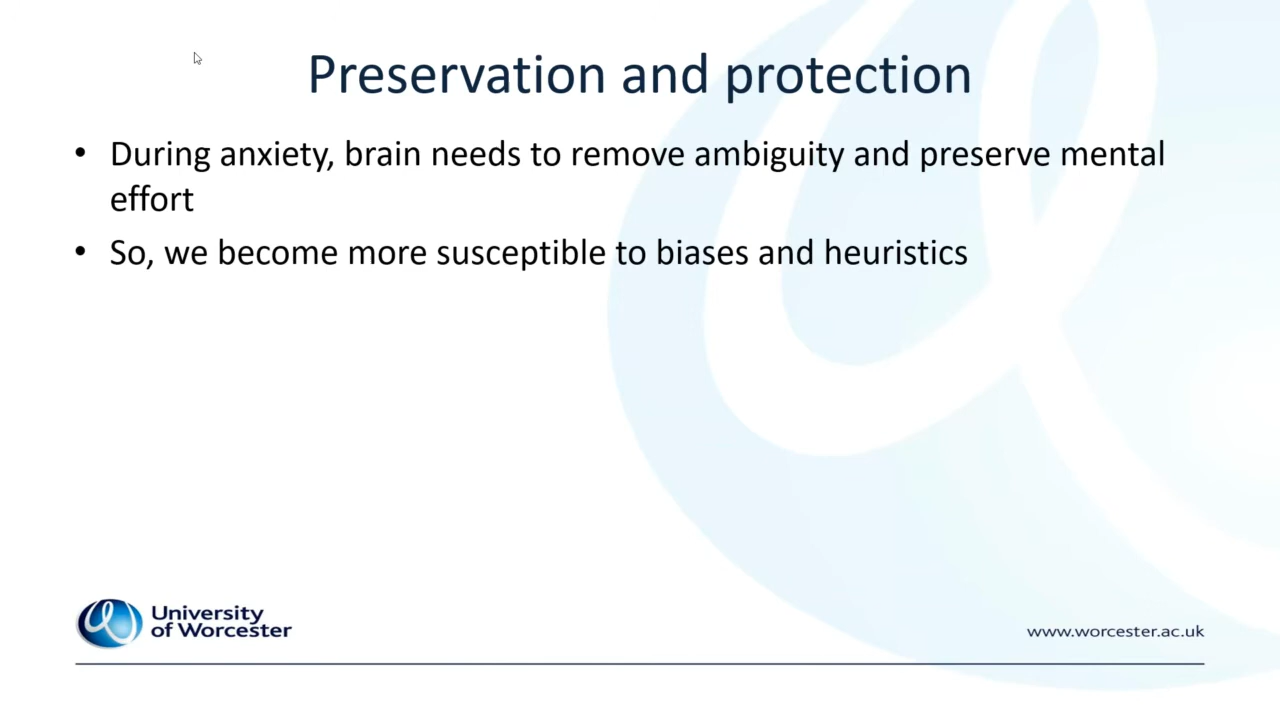 Preservation and protection
• During anxiety, brain needs to remove ambiguity and preserve mental
effort
• So, we become more susceptible to biases and heuristics
University
of Worcester
www.worcester.ac.uk